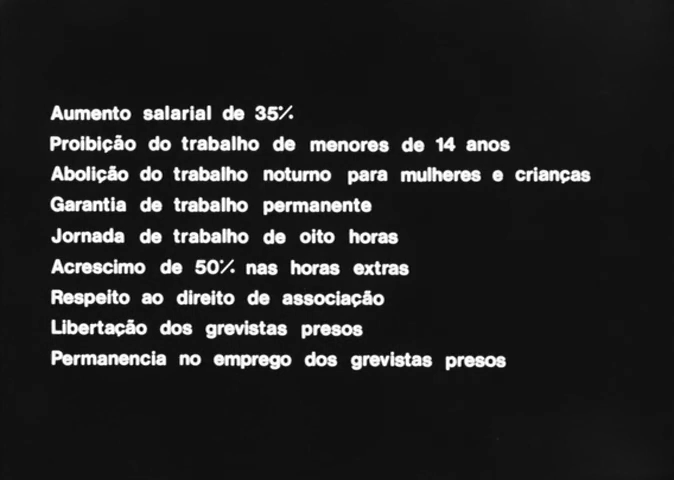 Aumento salarial de 35%
Proibição do trabalho de menores de 14 anos
Abolição do trabalho noturno para mulheres e crianças
Garantia de trabalho permanente
Jornada de trabalho de oito horas
Acrescimo de 50% nas horas extras
Respeito ao direito de associação
Libertação dos grevistas presos
Permanencia no emprego dos grevistas presos